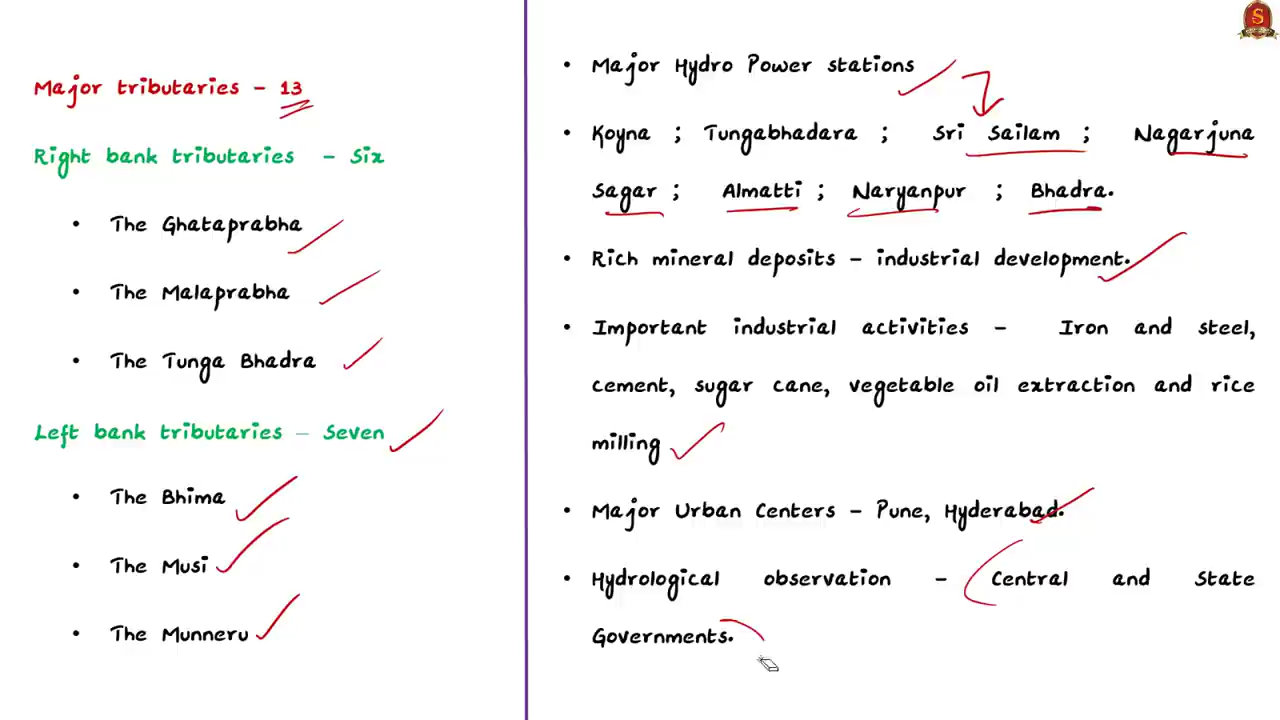 Major tributaries - 13
Right bank tributaries - Six
• The Ghataprabha
• The Malaprabha
• The Tunga Bhadra
Left bank tributaries – Seven
• The Bhima
• The Musi
• The Munneru
• Major Hydro Power stations
• Koyna ; Tungabhadara ; Sri Sailam ; Nagarjuna
Sagar ; Almatti ; Naryanpur ; Bhadra.
• Rich mineral deposits – industrial development.
• Important industrial activities – Iron and steel,
cement, sugar cane, vegetable oil extraction and rice
milling
• Major Urban Centers – Pune, Hyderabad.
• Hydrological observation – Central and State
Governments.
S